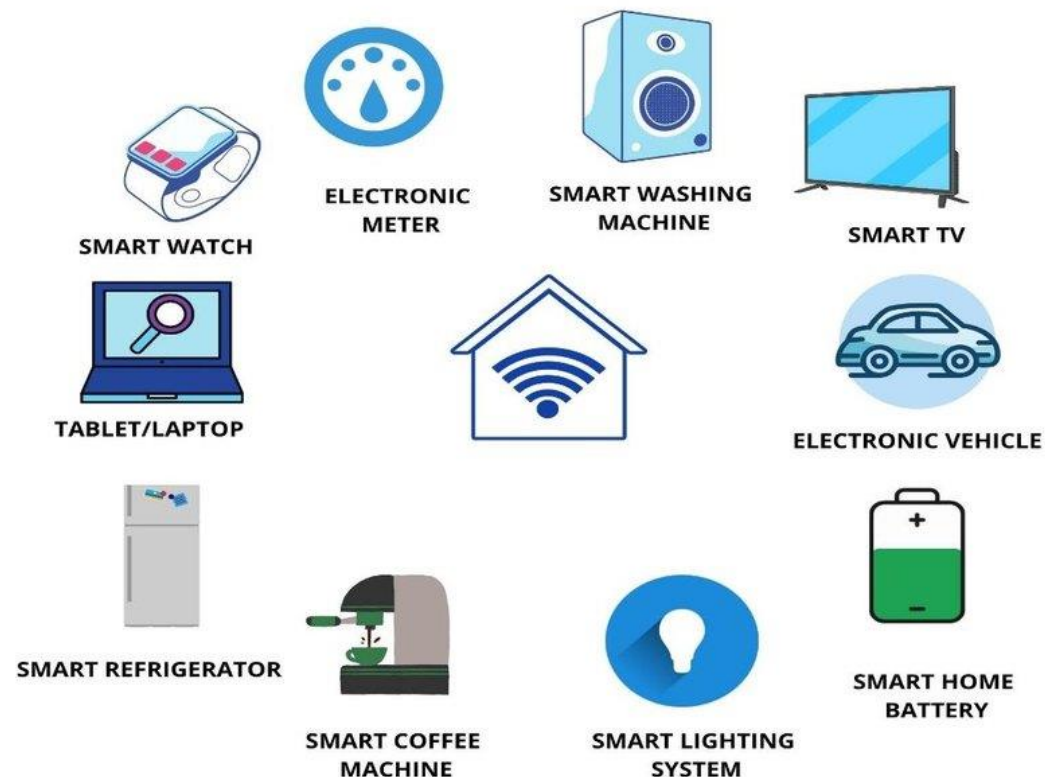 ELECTRONIC
METER
SMART WASHING
MACHINE
SMART WATCH
SMART TV
TABLET/LAPTOP
ELECTRONIC VEHICLE
SMART REFRIGERATOR
SMART HOME
BATTERY
SMART COFFEE
MACHINE
SMART LIGHTING
SYSTEM